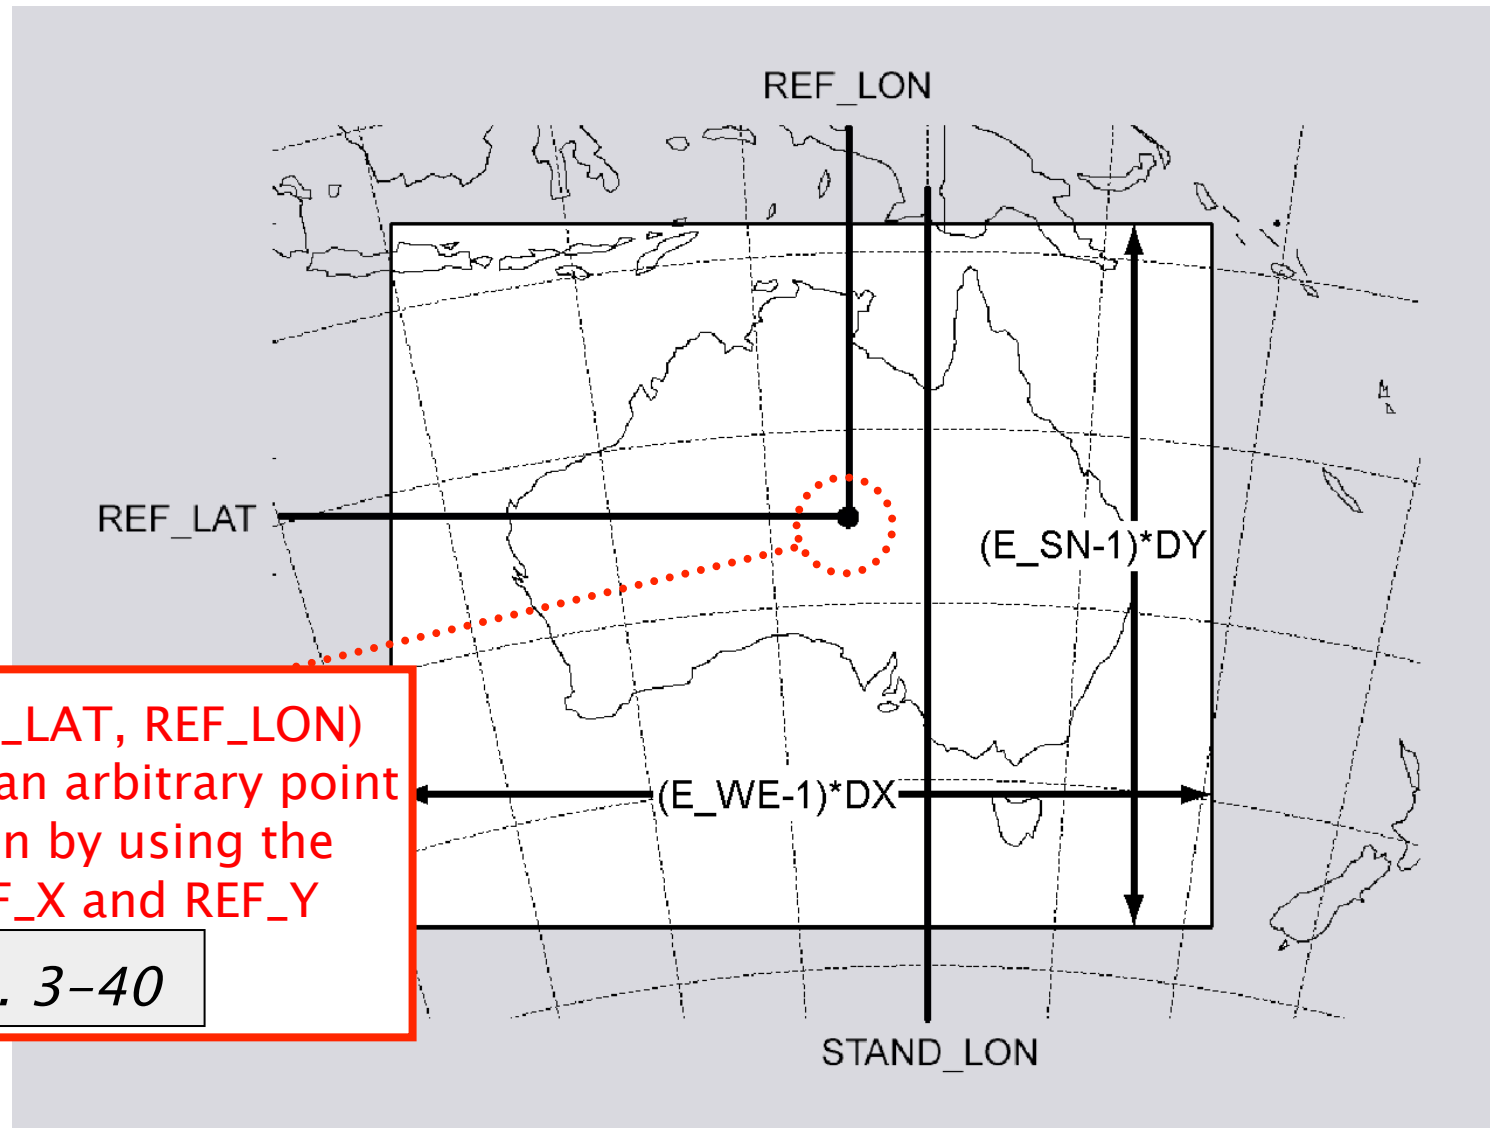 REF_LON
REF_LAT
(E_SN-1)*DY
_LAT, REF_LON)
an arbitrary point
(E_WE-1)*DX
n by using the
F_X and REF_Y
. 3-40
STAND_LON